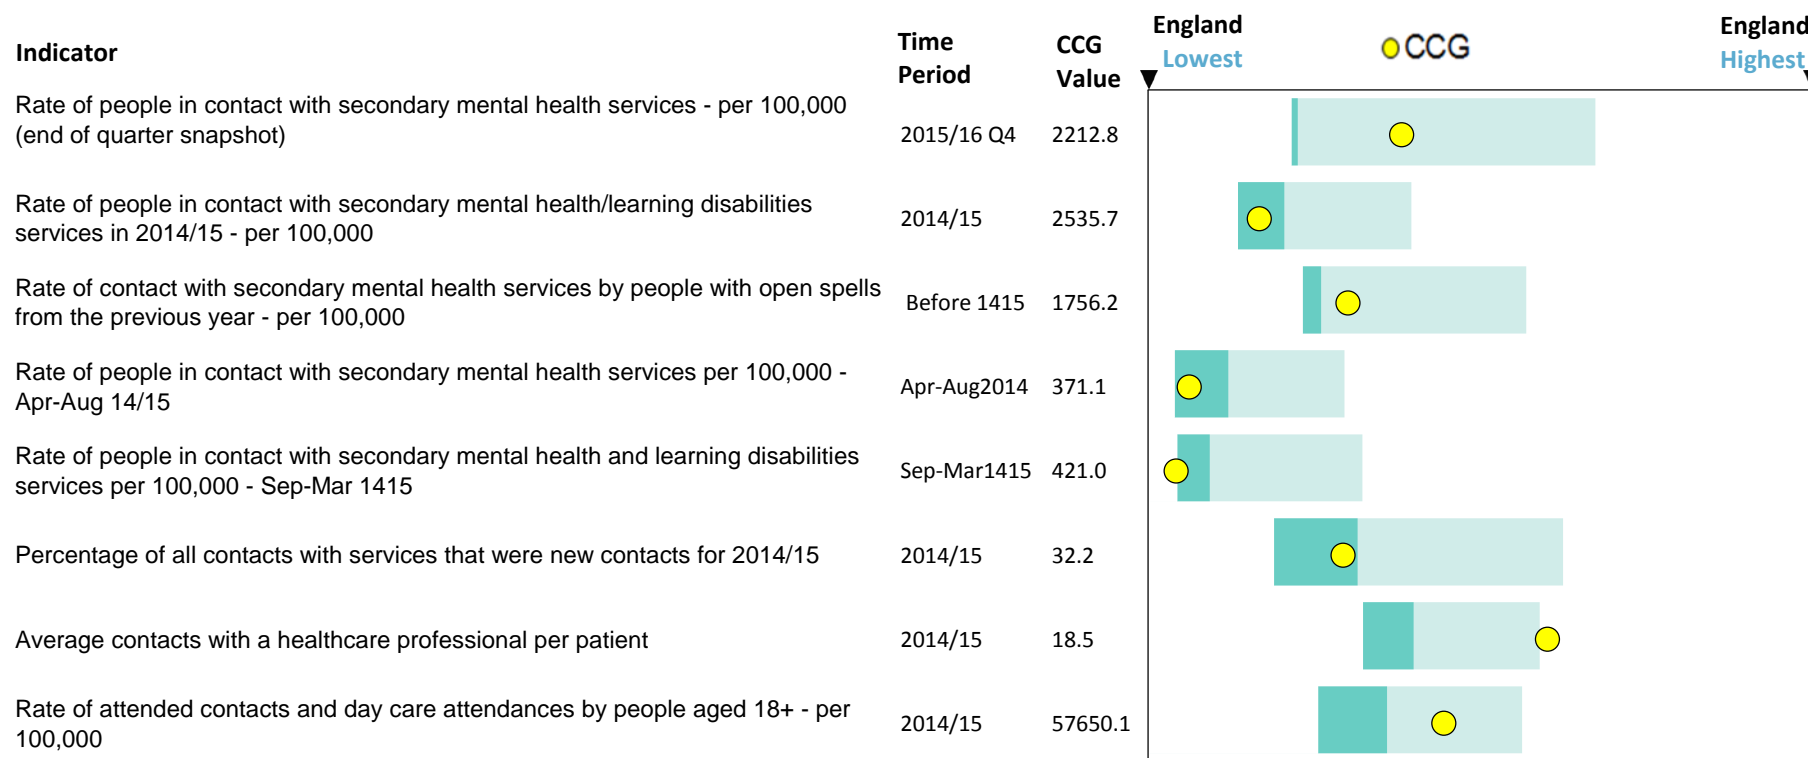 Indicator
Time
Period
CCG
Value
England
Lowest
CCG
England
Highest
Rate of people in contact with secondary mental health services - per 100,000
(end of quarter snapshot)
2015/16 Q4
2212.8
Rate of people in contact with secondary mental health/learning disabilities
services in 2014/15 - per 100,000
2014/15
2535.7
Rate of contact with secondary mental health services by people with open spells
from the previous year - per 100,000
Before 1415
1756.2
Rate of people in contact with secondary mental health services per 100,000 -
Apr-Aug 14/15
Apr-Aug2014
371.1
Rate of people in contact with secondary mental health and learning disabilities
services per 100,000 - Sep-Mar 1415
Sep-Mar1415
421.0
Percentage of all contacts with services that were new contacts for 2014/15
2014/15
32.2
Average contacts with a healthcare professional per patient
2014/15
18.5
Rate of attended contacts and day care attendances by people aged 18+ - per
100,000
2014/15
57650.1